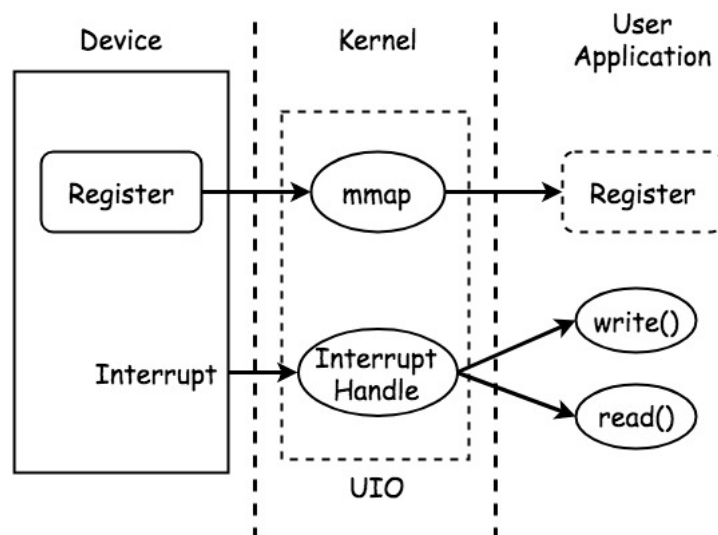 Device
Kernel
User
Application
Register
mmap
Register
write()
Interrupt
Interrupt
Handle
read()
UIO